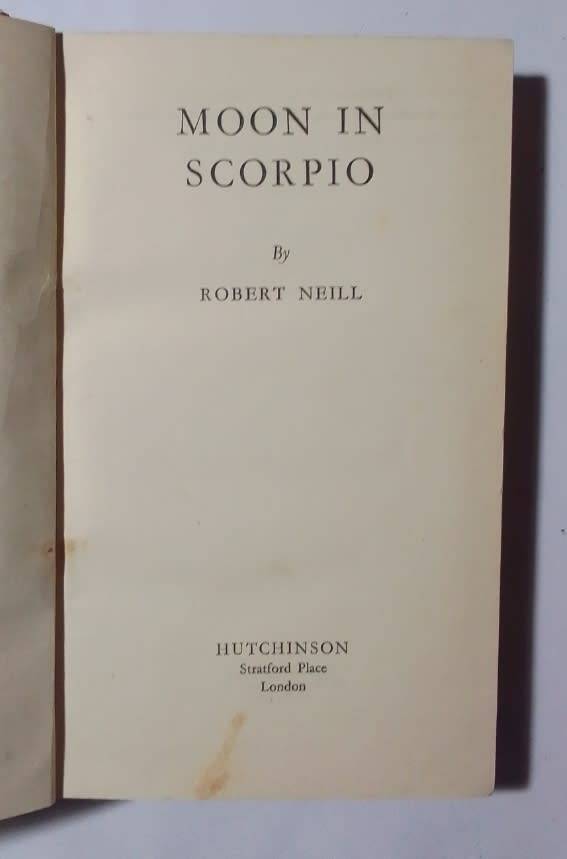 MOON IN
SCORPIO
By
ROBERT NEILL
HUTCHINSON
Stratford Place
London